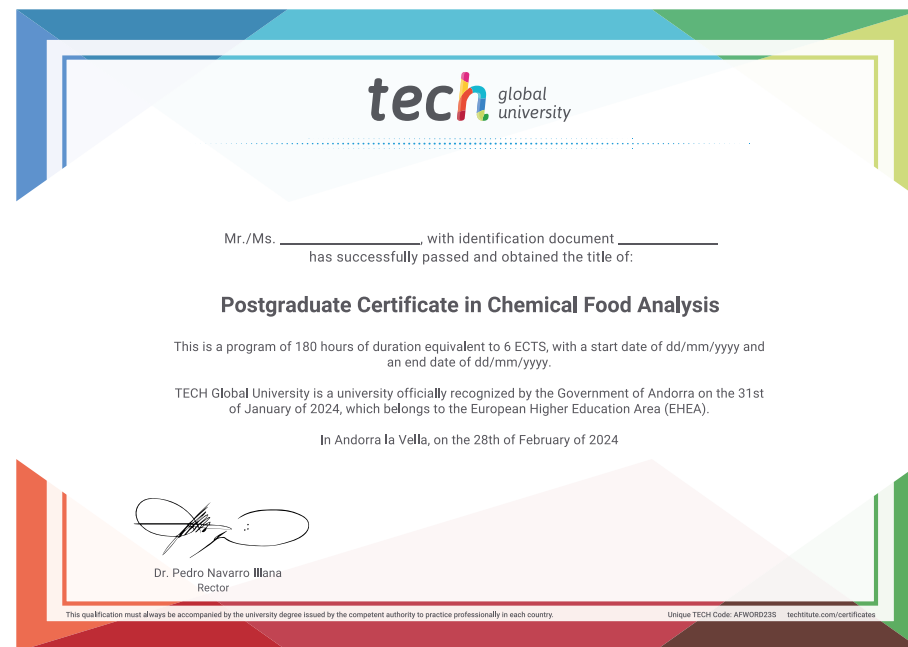 tech global university
Mr./Ms. ____________________, with identification document ______________
has successfully passed and obtained the title of:
Postgraduate Certificate in Chemical Food Analysis
This is a program of 180 hours of duration equivalent to 6 ECTS, with a start date of dd/mm/yyyy and
an end date of dd/mm/yyyy.
TECH Global University is a university officially recognized by the Government of Andorra on the 31st
of January of 2024, which belongs to the European Higher Education Area (EHEA).
In Andorra la Vella, on the 28th of February of 2024
Dr. Pedro Navarro Illana
Rector
This qualification must always be accompanied by the university degree issued by the competent authority to practice professionally in each country.
Unique TECH Code: AFWORD23S techtitute.com/certificates